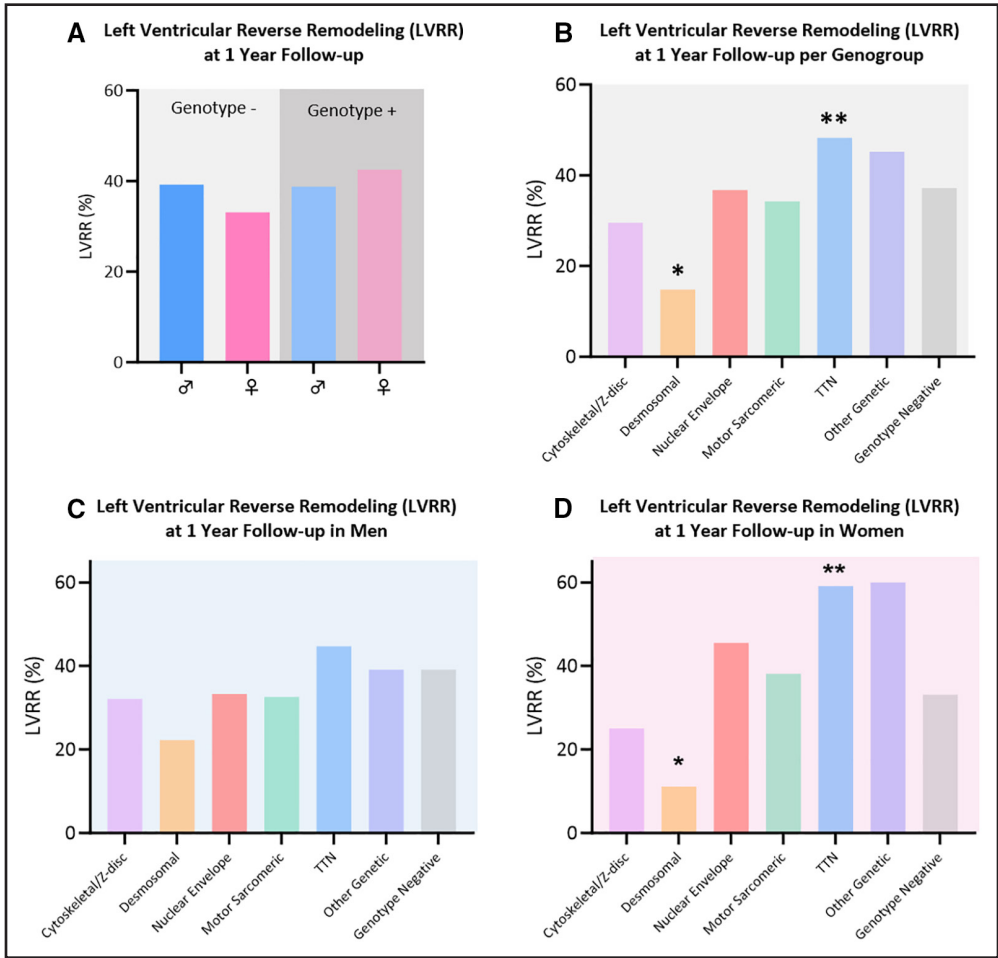 A
Left Ventricular Reverse Remodeling (LVRR)
at 1 Year Follow-up
60
40
20
0
LVRR (%)
Genotype -
Genotype +
♂
♀
♂
♀
B
Left Ventricular Reverse Remodeling (LVRR)
at 1 Year Follow-up per Genogroup
60
40
20
0
LVRR (%)
*
**
Cytoskeletal/Z-disc
Desmosomal
Nuclear Envelope
Motor Sarcomeric
TTN
Other Genetic
Genotype Negative
C
Left Ventricular Reverse Remodeling (LVRR)
at 1 Year Follow-up in Men
60
40
20
0
LVRR (%)
Cytoskeletal/Z-disc
Desmosomal
Nuclear Envelope
Motor Sarcomeric
TTN
Other Genetic
Genotype Negative
D
Left Ventricular Reverse Remodeling (LVRR)
at 1 Year Follow-up in Women
60
40
20
0
LVRR (%)
*
**
Cytoskeletal/Z-disc
Desmosomal
Nuclear Envelope
Motor Sarcomeric
TTN
Other Genetic
Genotype Negative